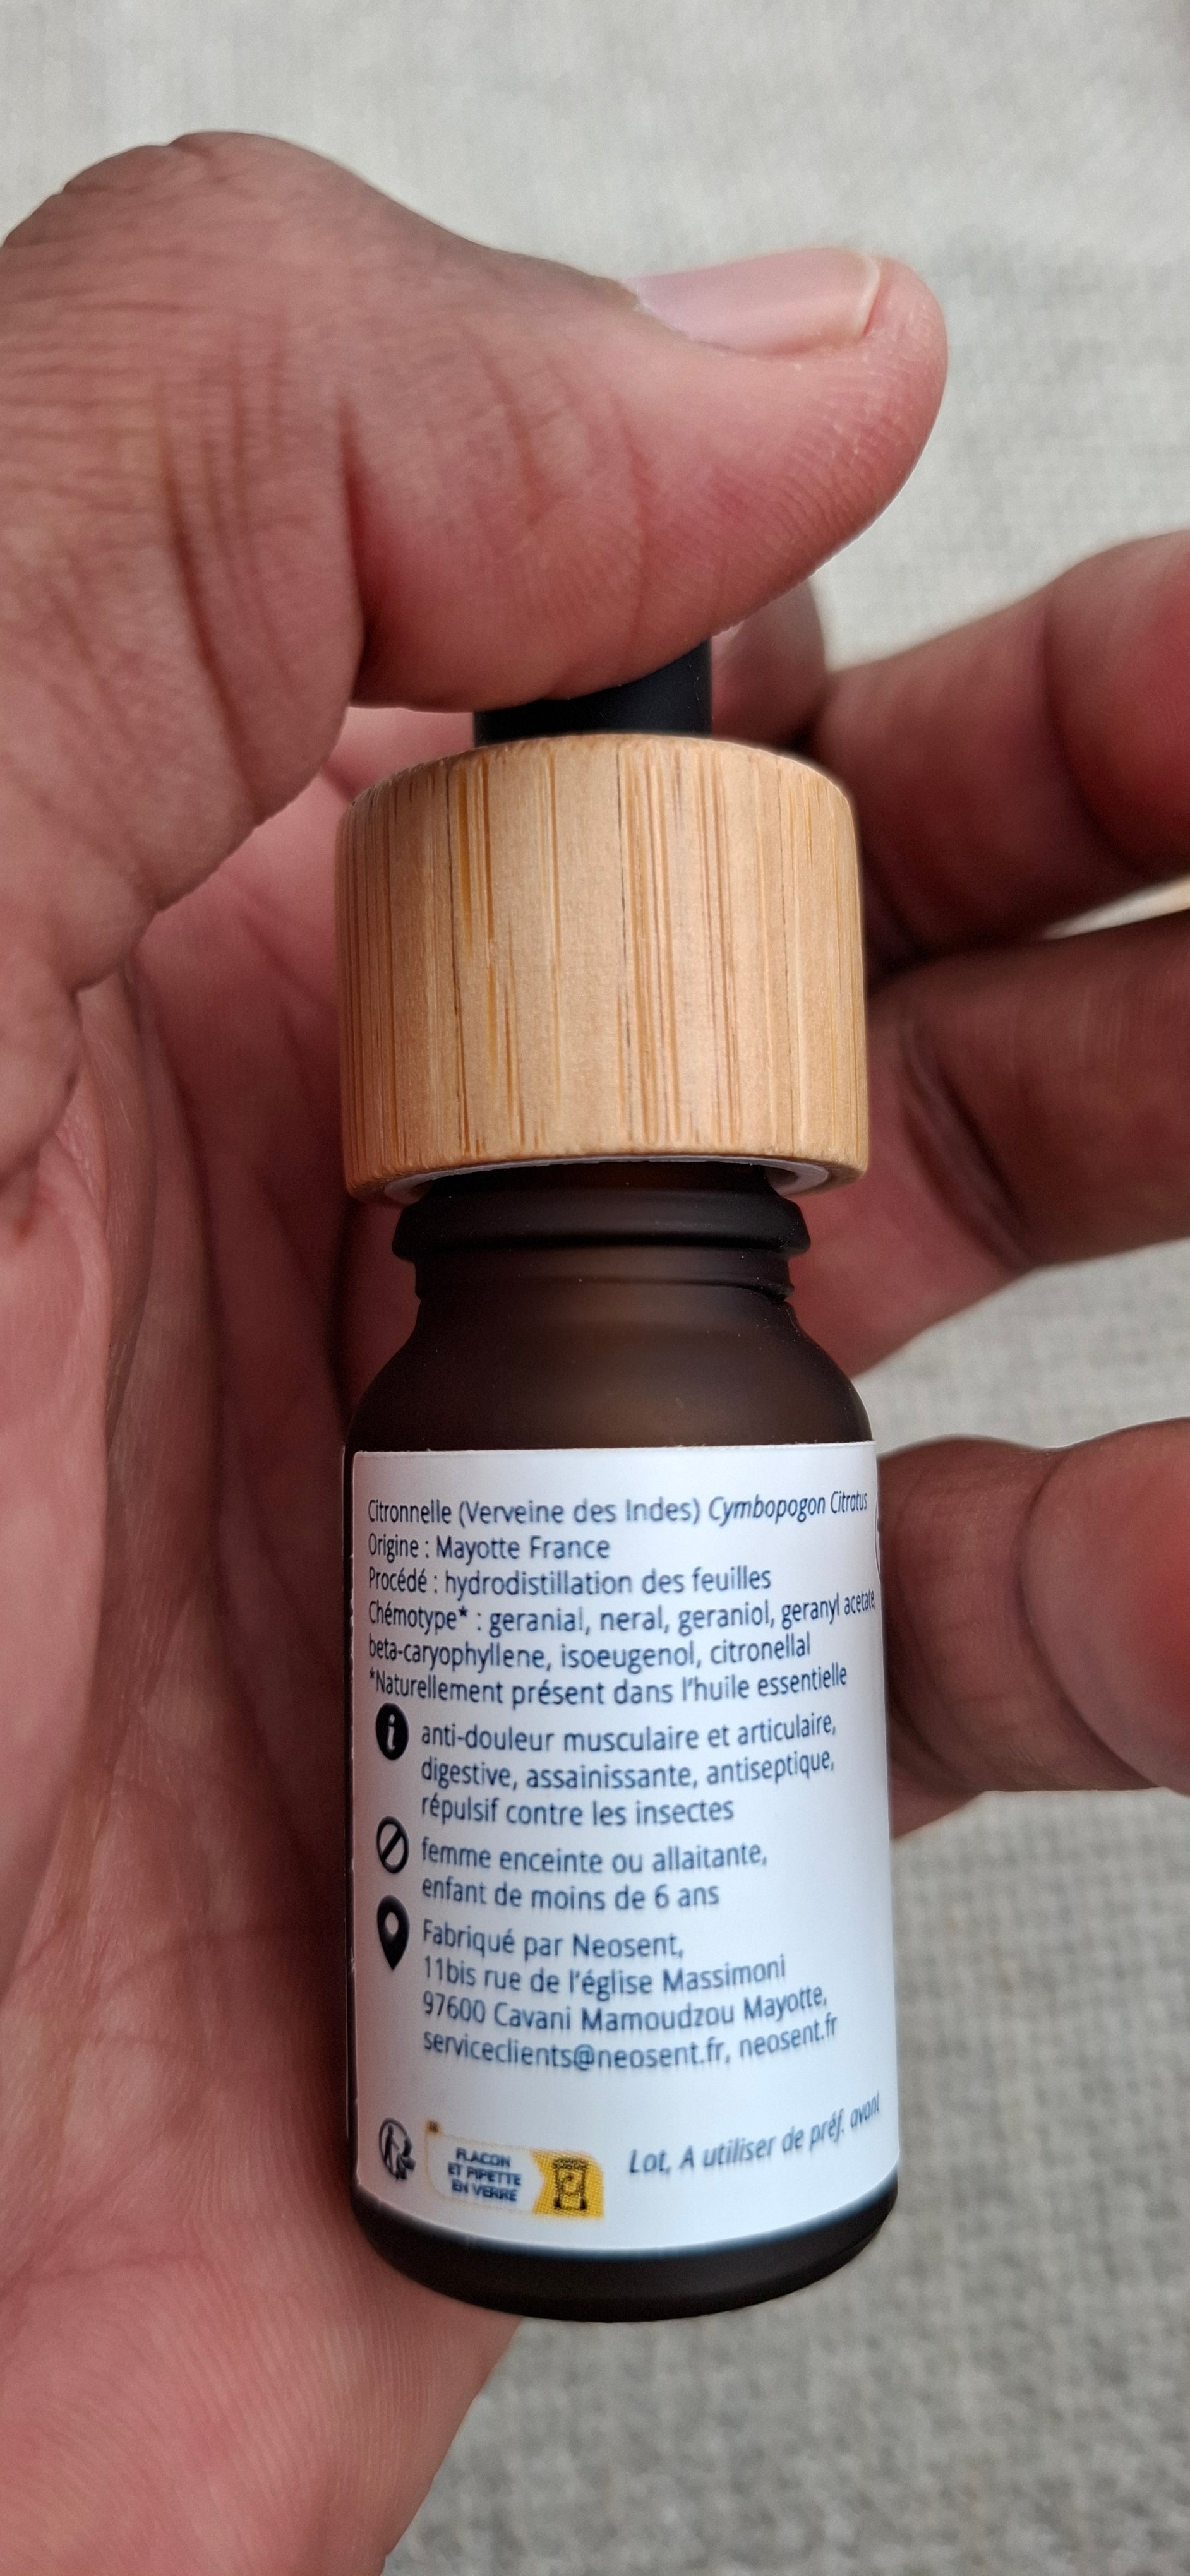 Citronnelle (Verveine des Indes) Cymbopogon Citratus
Origine : Mayotte France
Procédé : hydrodistillation des feuilles
Chémotype* : geranial, neral, geraniol, geranyl acetate,
beta-caryophyllene, isoeugenol, citronellal
*Naturellement présent dans l'huile essentielle
anti-douleur musculaire et articulaire,
digestive, assainissante, antiseptique,
répulsif contre les insectes
femme enceinte ou allaitante,
enfant de moins de 6 ans
Fabriqué par Neosent,
11bis rue de l'église Massimoni
97600 Cavani Mamoudzou Mayotte,
serviceclients@neosent.fr, neosent.fr
FLACON
ET PIPETTE
EN VERRE
Lot, A utiliser de préf. avant